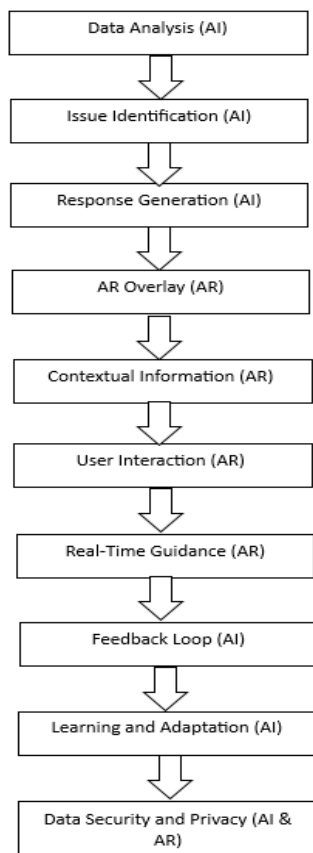 Data Analysis (AI)
Issue Identification (AI)
Response Generation (AI)
AR Overlay (AR)
Contextual Information (AR)
User Interaction (AR)
Real-Time Guidance (AR)
Feedback Loop (AI)
Learning and Adaptation (AI)
Data Security and Privacy (AI &
AR)